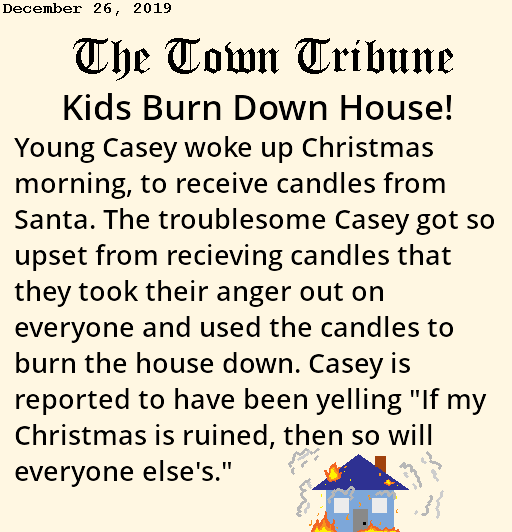 December 26, 2019
The Town Tribune
Kids Burn Down House!
Young Casey woke up Christmas
morning, to receive candles from
Santa. The troublesome Casey got so
upset from recieving candles that
they took their anger out on
everyone and used the candles to
burn the house down. Casey is
reported to have been yelling "If my
Christmas is ruined, then so will
everyone else's."